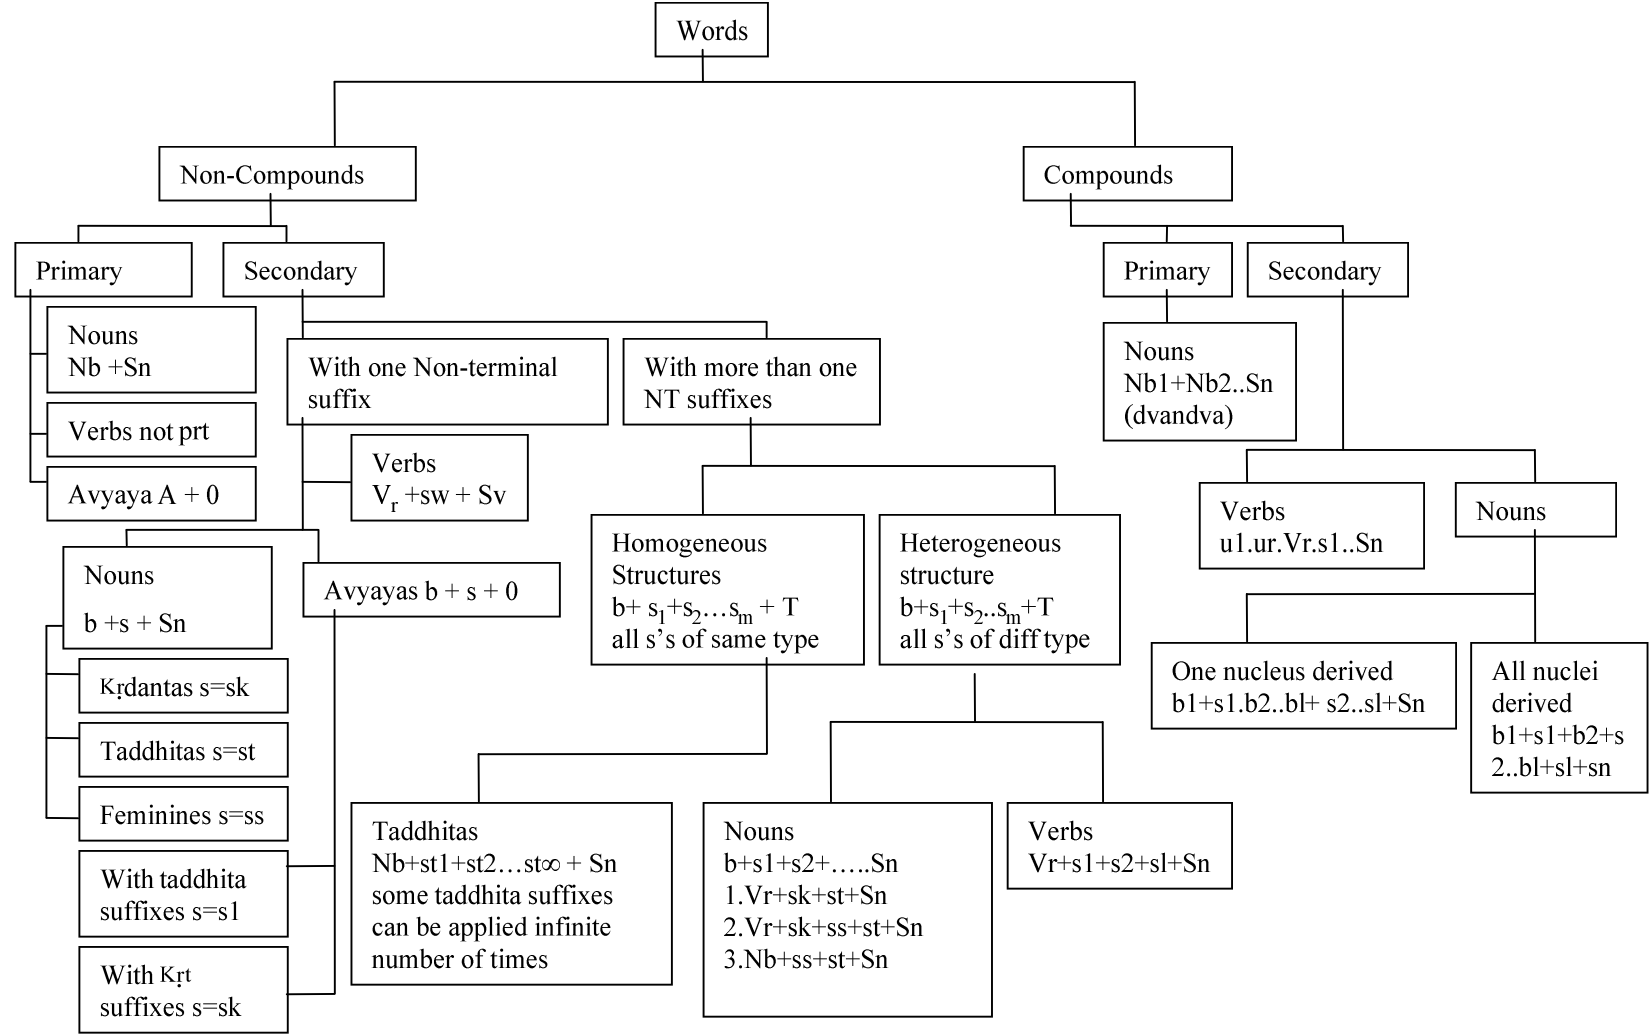 Words
Non-Compounds
Compounds
Primary
Secondary
Primary
Secondary
Nouns
Nb +Sn
Verbs not prt
Avyaya A + 0
With one Non-terminal
suffix
With more than one
NT suffixes
Nouns
Nb1+Nb2..Sn
(dvandva)
Verbs
Vr +sw + Sv
Nouns
b +s + Sn
Avyayas b + s + 0
Kṛdantas s=sk
Taddhitas s=st
Feminines s=ss
With taddhita
suffixes s=s1
With Kṛt
suffixes s=sk
Homogeneous
Structures
b+ s1+s2…sm + T
all s’s of same type
Heterogeneous
structure
b+s1+s2..sm+T
all s’s of diff type
Taddhitas
Nb+st1+st2…st∞ + Sn
some taddhita suffixes
can be applied infinite
number of times
Nouns
b+s1+s2+…..Sn
1.Vr+sk+st+Sn
2.Vr+sk+ss+st+Sn
3.Nb+ss+st+Sn
Verbs
Vr+s1+s2+sl+Sn
Verbs
u1.ur.Vr.s1..Sn
Nouns
One nucleus derived
b1+s1.b2..bl+ s2..sl+Sn
All nuclei
derived
b1+s1+b2+s
2..bl+sl+sn